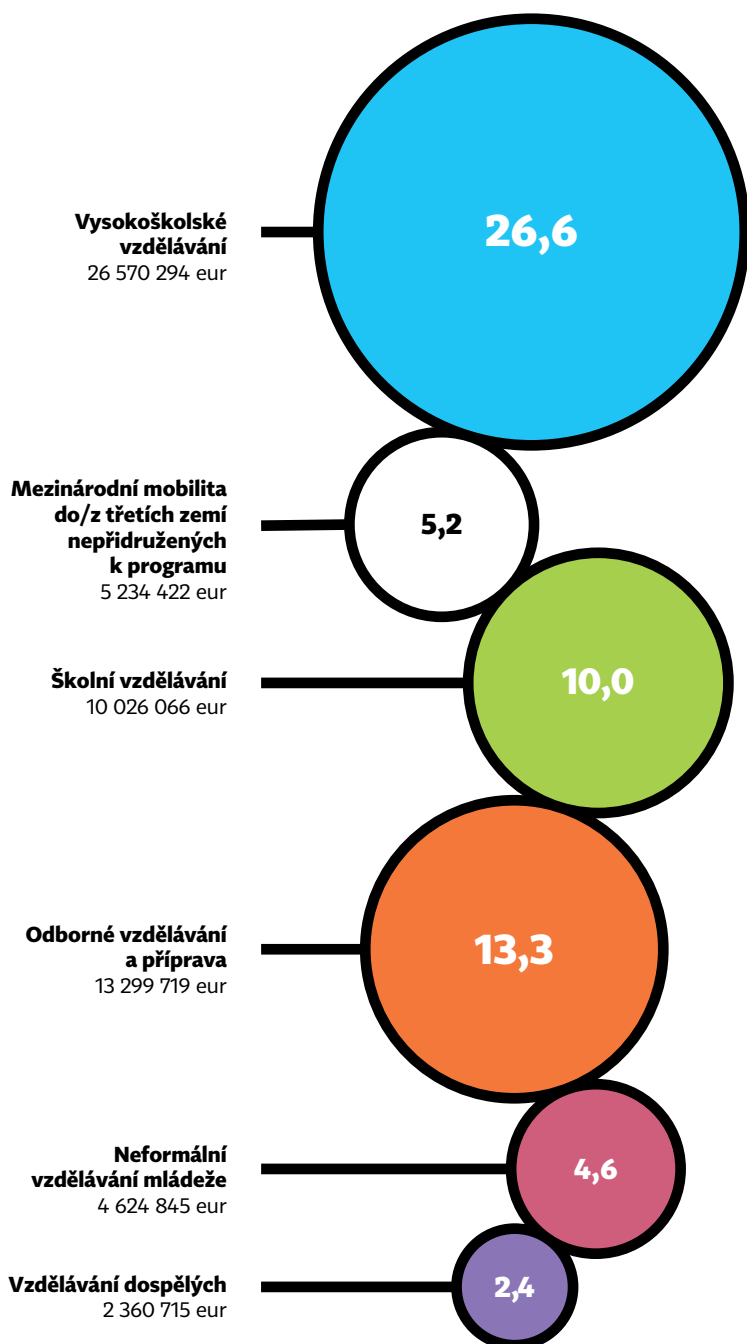 Vysokoškolské
vzdělávání
26 570 294 eur
26,6
Mezinárodní mobilita
do/z třetích zemí
nepřidružených
k programu
5 234 422 eur
5,2
Školní vzdělávání
10 026 066 eur
10,0
Odborné vzdělávání
a příprava
13 299 719 eur
13,3
Neformální
vzdělávání mládeže
4 624 845 eur
4,6
Vzdělávání dospělých
2 360 715 eur
2,4